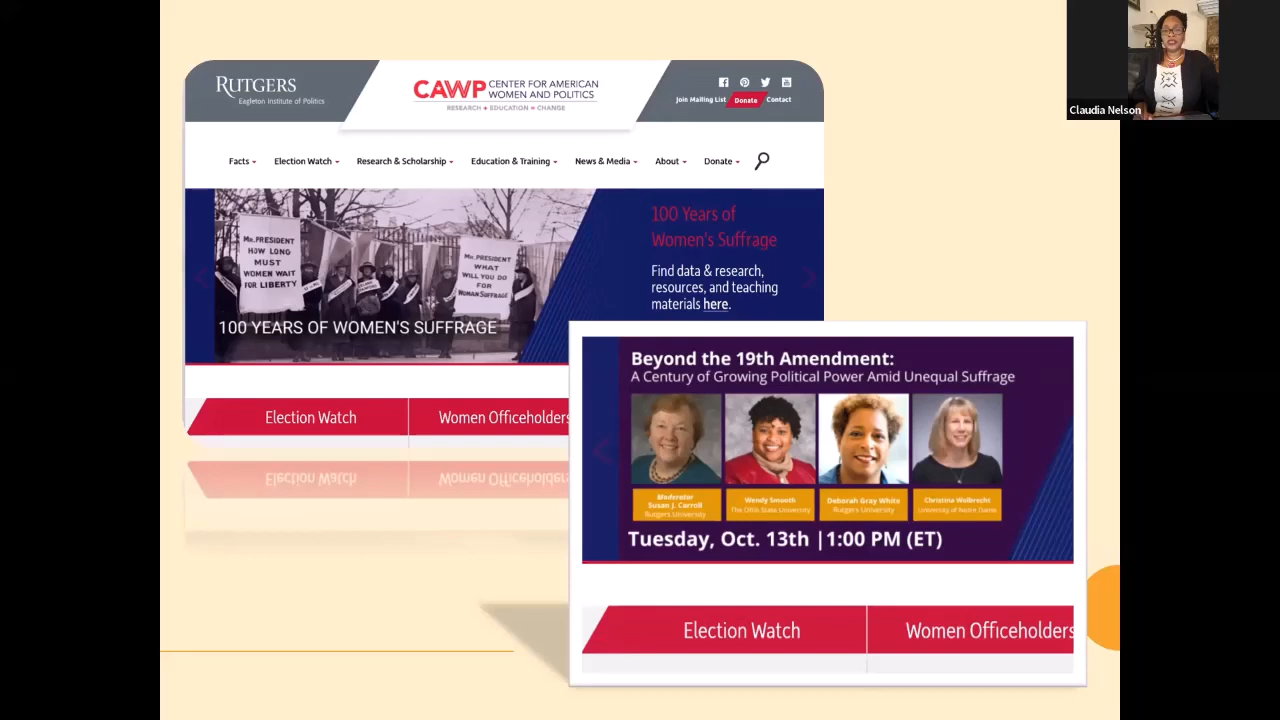 RUTGERS
Eagleton Institute of Politics
CAWP CENTER FOR AMERICAN
WOMEN AND POLITICS
RESEARCH + EDUCATION = CHANGE
Join Mailing List Donate Contact
Claudia Nelson
Facts Election Watch Research & Scholarship Education & Training News & Media About Donate
MR. PRESIDENT
HOW LONG
MUST
WOMEN WAIT
FOR LIBERTY
MR. PRESIDENT
WHAT
WILL YOU DO
FOR
WOMAN SUFFRAGE
100 YEARS OF WOMEN'S SUFFRAGE
100 Years of
Women's Suffrage
Find data & research,
resources, and teaching
materials here.
Election Watch Women Officeholders
Election Watch Women Officeholders
Beyond the 19th Amendment:
A Century of Growing Political Power Amid Unequal Suffrage
Moderator
Susan J. Carroll
Rutgers University
Wendy Smooth
The Ohio State University
Deborah Gray White
Rutgers University
Christina Wolbrecht
University of Notre Dame
Tuesday, Oct. 13th |1:00 PM (ET)
Election Watch Women Officeholders